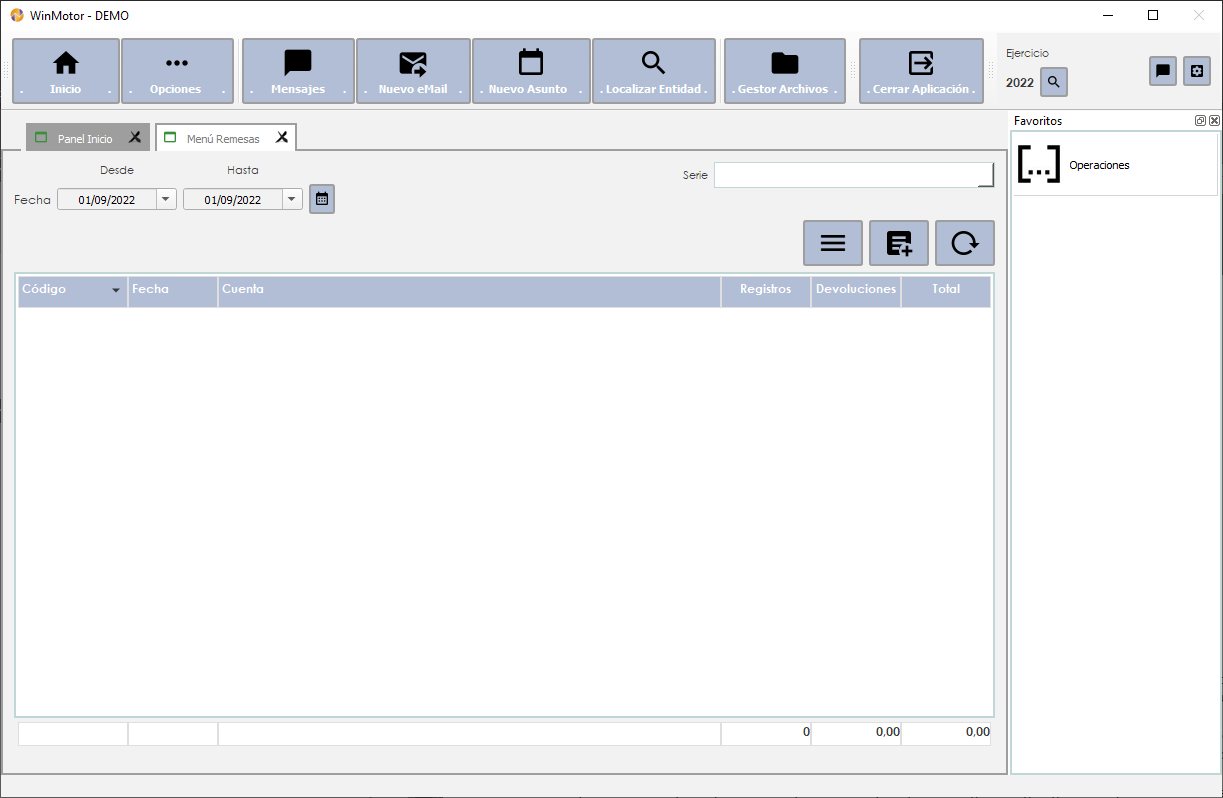 WinMotor - DEMO
. Inicio .
. Opciones .
. Mensajes .
. Nuevo eMail .
. Nuevo Asunto .
. Localizar Entidad .
. Gestor Archivos .
. Cerrar Aplicación .
Ejercicio
2022
Panel Inicio
Menú Remesas
Favoritos
Operaciones
Desde
Hasta
Fecha
01/09/2022
01/09/2022
Serie
Código
Fecha
Cuenta
Registros
Devoluciones
Total
0
0,00
0,00